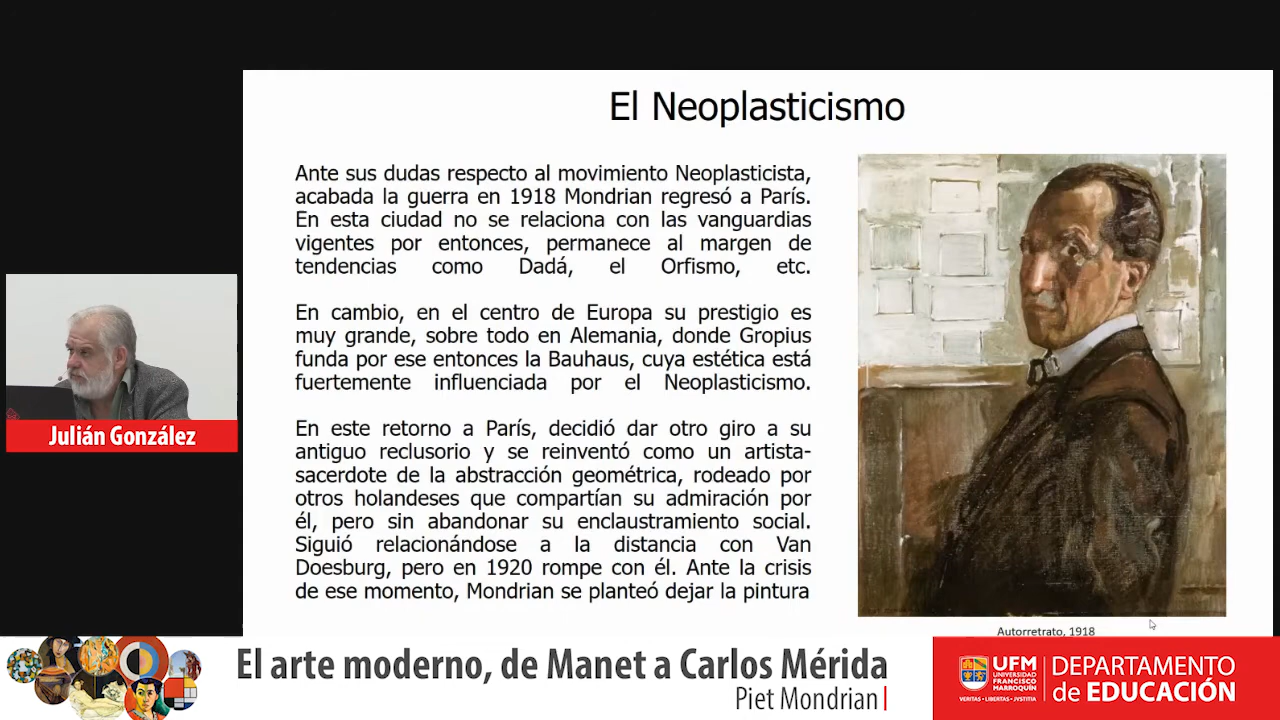 El Neoplasticismo
Ante sus dudas respecto al movimiento Neoplasticista,
acabada la guerra en 1918 Mondrian regresó a París.
En esta ciudad no se relaciona con las vanguardias
vigentes por entonces, permanece al margen de
tendencias como Dadá, el Orfismo, etc.
En cambio, en el centro de Europa su prestigio es
muy grande, sobre todo en Alemania, donde Gropius
funda por ese entonces la Bauhaus, cuya estética está
fuertemente influenciada por el Neoplasticismo.
En este retorno a París, decidió dar otro giro a su
antiguo reclusorio y se reinventó como un artista-
sacerdote de la abstracción geométrica, rodeado por
otros holandeses que compartían su admiración por
él, pero sin abandonar su enclaustramiento social.
Siguió relacionándose a la distancia con Van
Doesburg, pero en 1920 rompe con él. Ante la crisis
de ese momento, Mondrian se planteó dejar la pintura
Autorretrato, 1918
Julián González
El arte moderno, de Manet a Carlos Mérida
Piet Mondrian
UFM
UNIVERSIDAD
FRANCISCO
MARROQUÍN
VERITAS • LIBERTAS • JVSTITIA
DEPARTAMENTO
de EDUCACIÓN